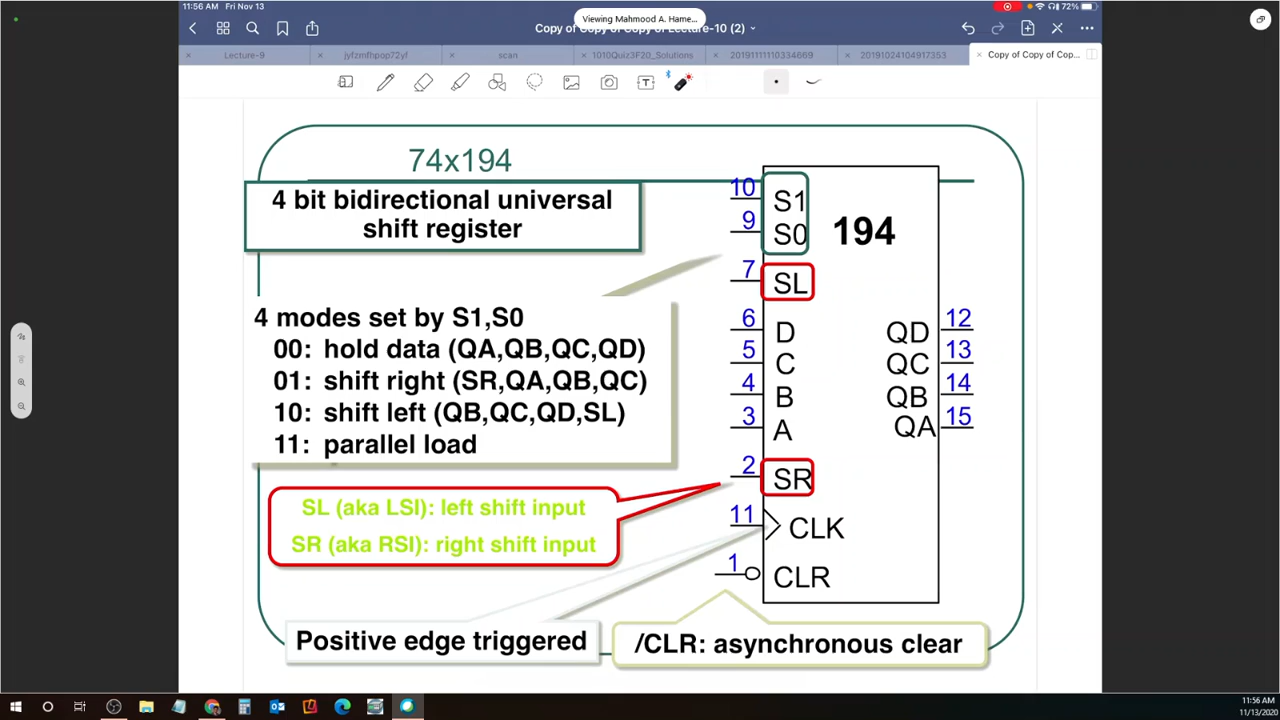 11:56 AM Fri Nov 13
Viewing Mahmood A. Hame...
72%
Copy of Copy of Copy of Lecture-10 (2)
Lecture-9
jyfzmfhpop72yf
scan
1010Quiz3F20_Solutions
20191111110334669
20191024104917353
Copy of Copy of Cop...
74x194
4 bit bidirectional universal
shift register
4 modes set by S1,S0
00: hold data (QA,QB,QC,QD)
01: shift right (SR,QA,QB,QC)
10: shift left (QB,QC,QD,SL)
11: parallel load
SL (aka LSI): left shift input
SR (aka RSI): right shift input
Positive edge triggered
/CLR: asynchronous clear
194
10 S1
9 S0
7 SL
6 D QD 12
5 C QC 13
4 B QB 14
3 A QA 15
2 SR
11 CLK
1 CLR
11:56 AM
11/13/2020